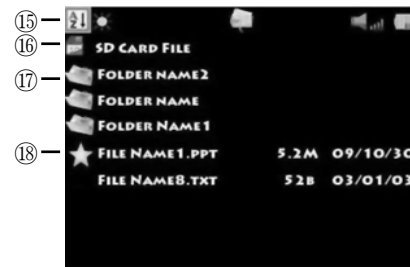 ⑮
⑯ SD CARD FILE
⑰ FOLDER NAME2
FOLDER NAME
FOLDER NAME1
⑱ FILE NAME1.PPT 5.2M 09/10/30
FILE NAME8.TXT 52B 03/01/03